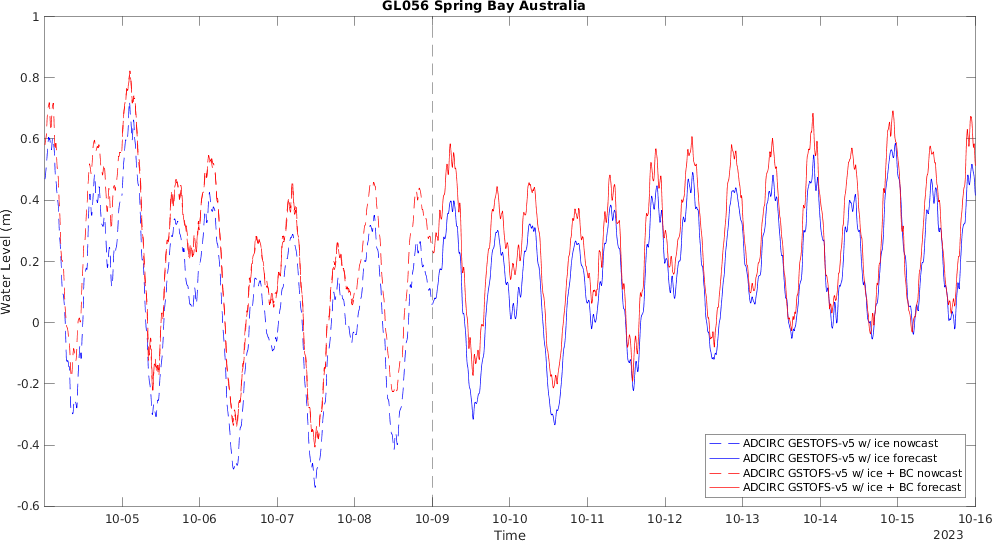 GL056 Spring Bay Australia
1
0.8
0.6
0.4
0.2
0
-0.2
-0.4
-0.6
Water Level (m)
10-05 10-06 10-07 10-08 10-09 10-10 10-11 10-12 10-13 10-14 10-15 10-16
Time
2023
ADCIRC GESTOFS-v5 w/ ice nowcast
ADCIRC GESTOFS-v5 w/ ice forecast
ADCIRC GSTOFS-v5 w/ ice + BC nowcast
ADCIRC GSTOFS-v5 w/ ice + BC forecast